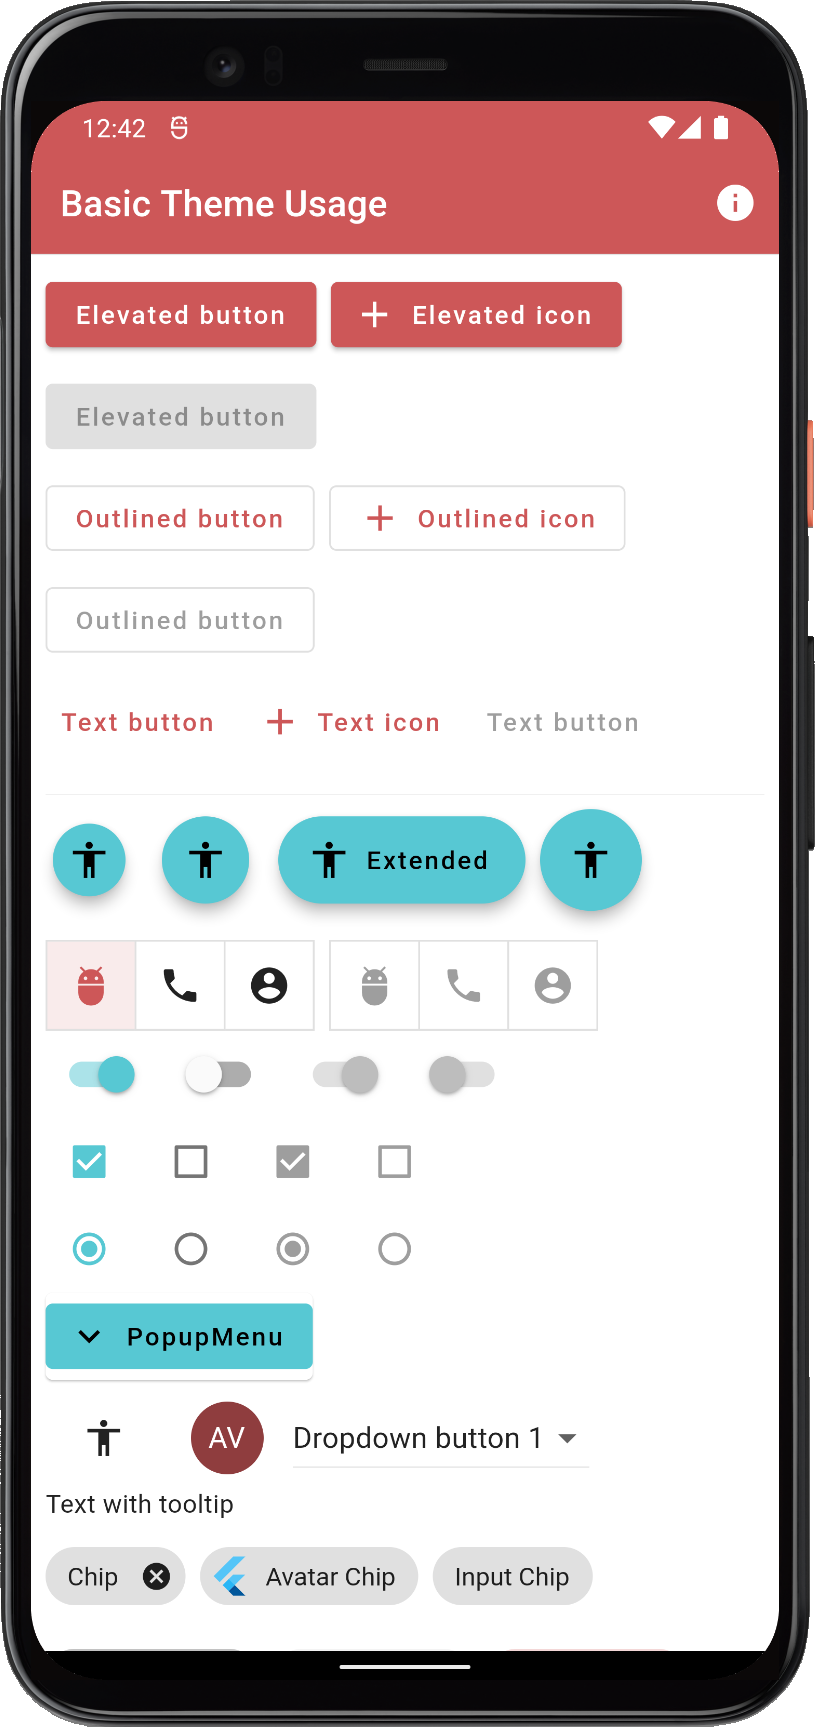 12:42
Basic Theme Usage
Elevated button
Elevated icon
Elevated button
Outlined button
Outlined icon
Outlined button
Text button
Text icon
Text button
Extended
PopupMenu
AV
Dropdown button 1
Text with tooltip
Chip
Avatar Chip
Input Chip